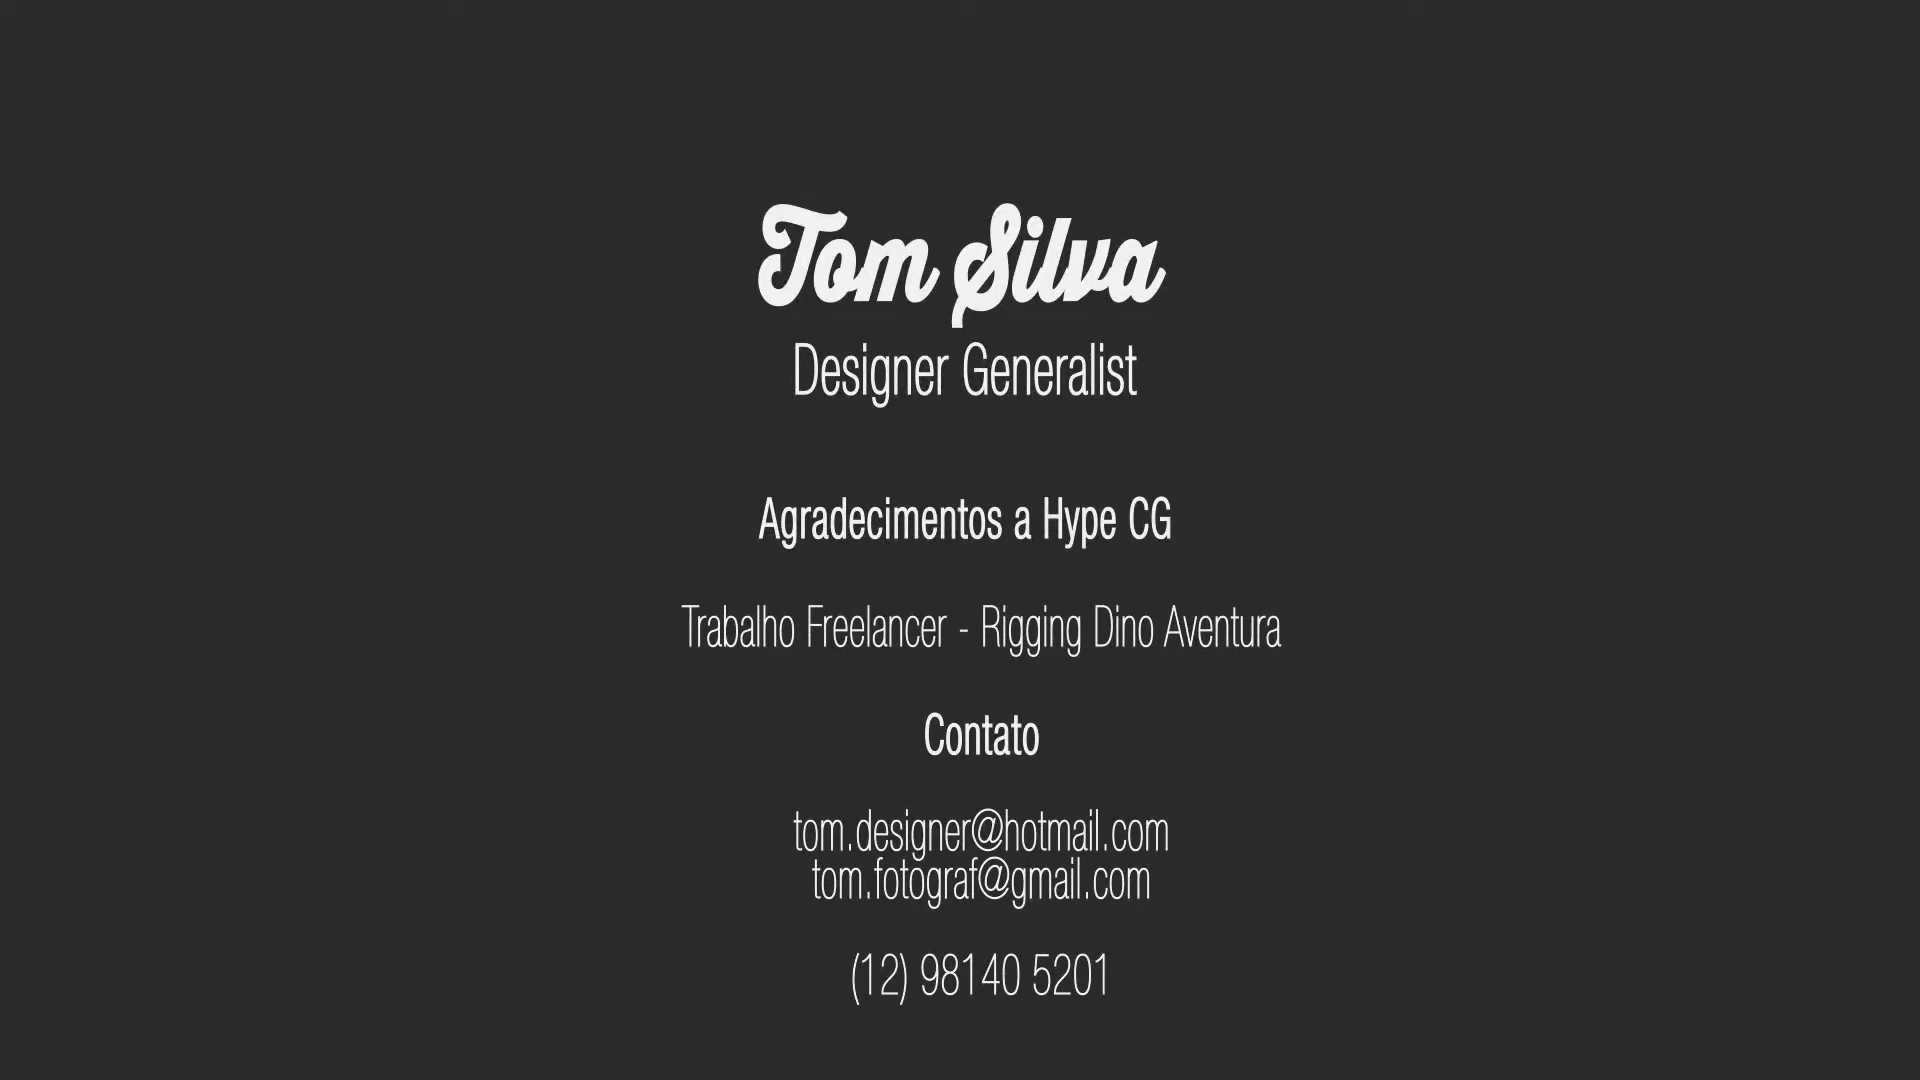 Tom Silva
Designer Generalist
Agradecimentos a Hype CG
Trabalho Freelancer - Rigging Dino Aventura
Contato
tom.designer@hotmail.com
tom.fotograf@gmail.com
(12) 98140 5201